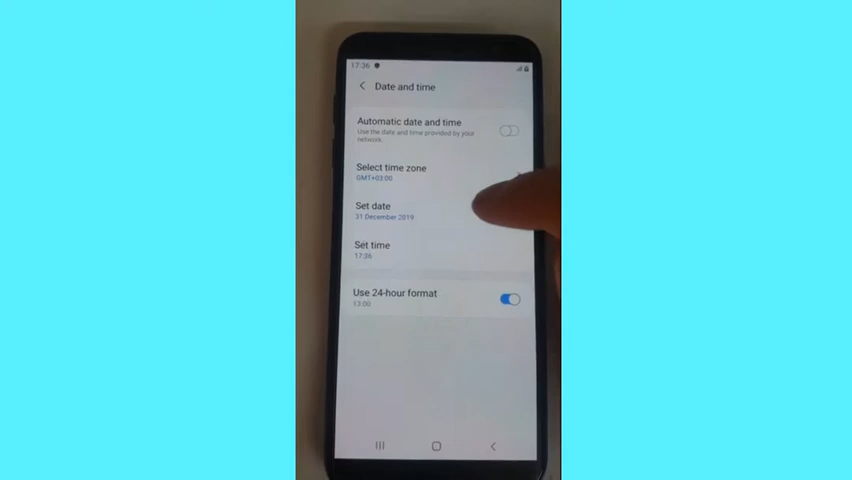 17:36
Date and time
Automatic date and time
Use the date and time provided by your
network.
Select time zone
GMT+03:00
Set date
31 December 2019
Set time
17:36
Use 24-hour format
13:00